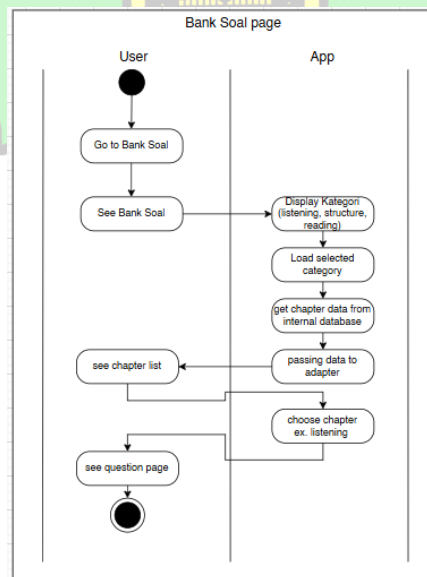 Bank Soal page
User
App
Go to Bank Soal
See Bank Soal
Display Kategori
(listening, structure,
reading)
Load selected
category
get chapter data from
internal database
passing data to
adapter
see chapter list
choose chapter
ex. listening
see question page